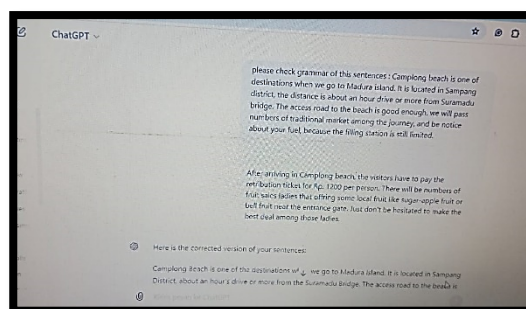 ChatGPT
please check grammar of this sentences : Camplong beach is one of
destinations when we go to Madura island. It is located in Sampang
district, the distance is about an hour drive or more from Suramadu
bridge. The access road to the beach is good enough, we will pass
numbers of traditional market among the journey, and be notice
about your fuel, because the filling station is still limited.
After arriving in Camplong beach, the visitors have to pay the
retribution tickets for Rp. 1200 per person. There will be numbers of
fruit sales ladies that offring some local fruit like sugar-apple fruit or
bell fruit near the entrance gate. Just don't be hesitated to make the
best deal among those ladies.
Here is the corrected version of your sentences:
Camplong Beach is one of the destinations we go to Madura Island. It is located in Sampang
District, about an hour's drive or more from the Suramadu Bridge. The access road to the beach is